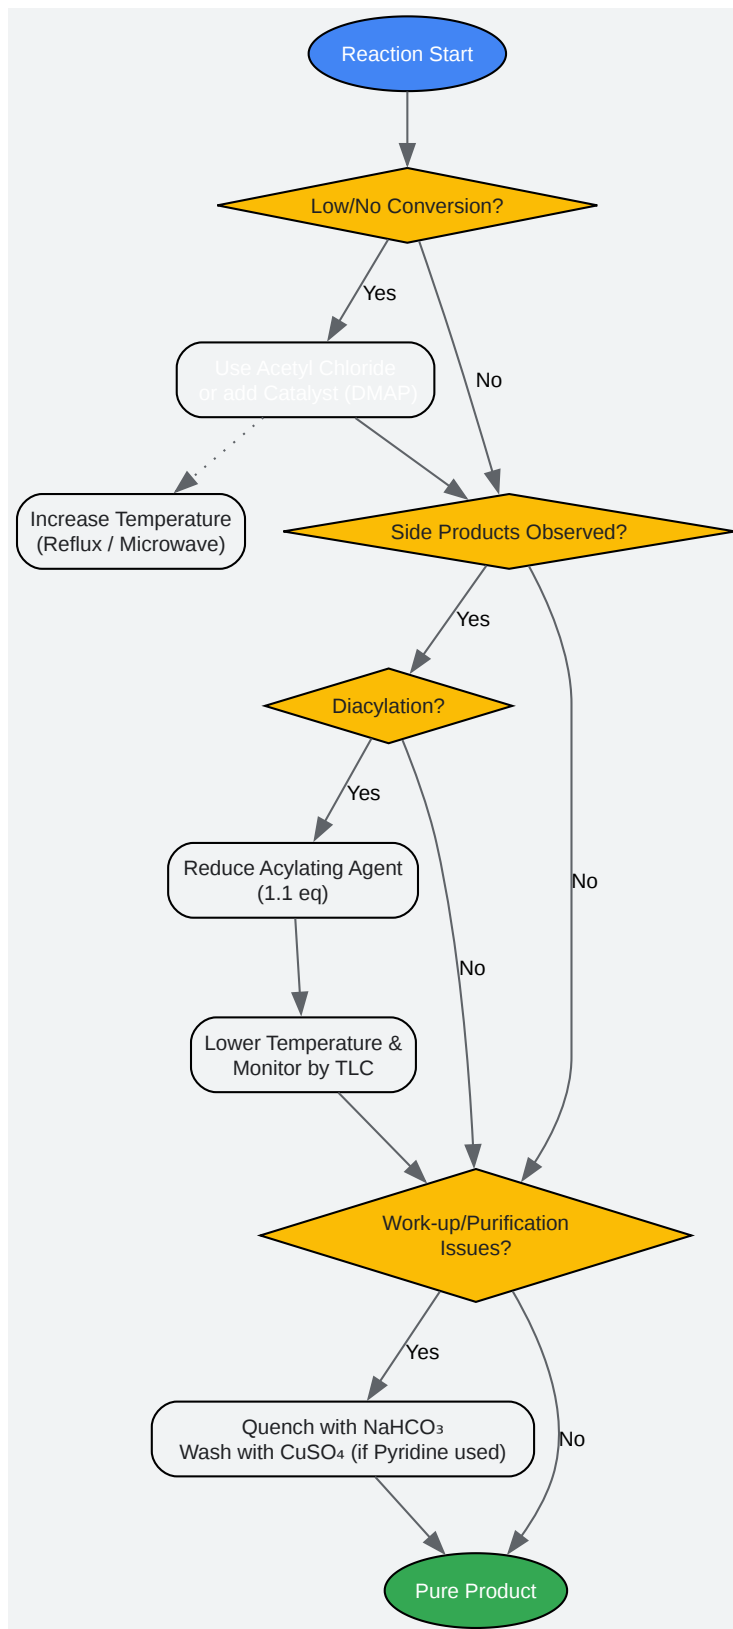 Reaction Start
Low/No Conversion?
Yes
Use Acetyl Chloride
or add Catalyst (DMAP)
No
Increase Temperature
(Reflux / Microwave)
Side Products Observed?
Yes
Diacylation?
Yes
Reduce Acylating Agent
(1.1 eq)
No
No
Lower Temperature &
Monitor by TLC
Work-up/Purification
Issues?
Yes
Quench with NaHCO₃
Wash with CuSO₄ (if Pyridine used)
No
Pure Product